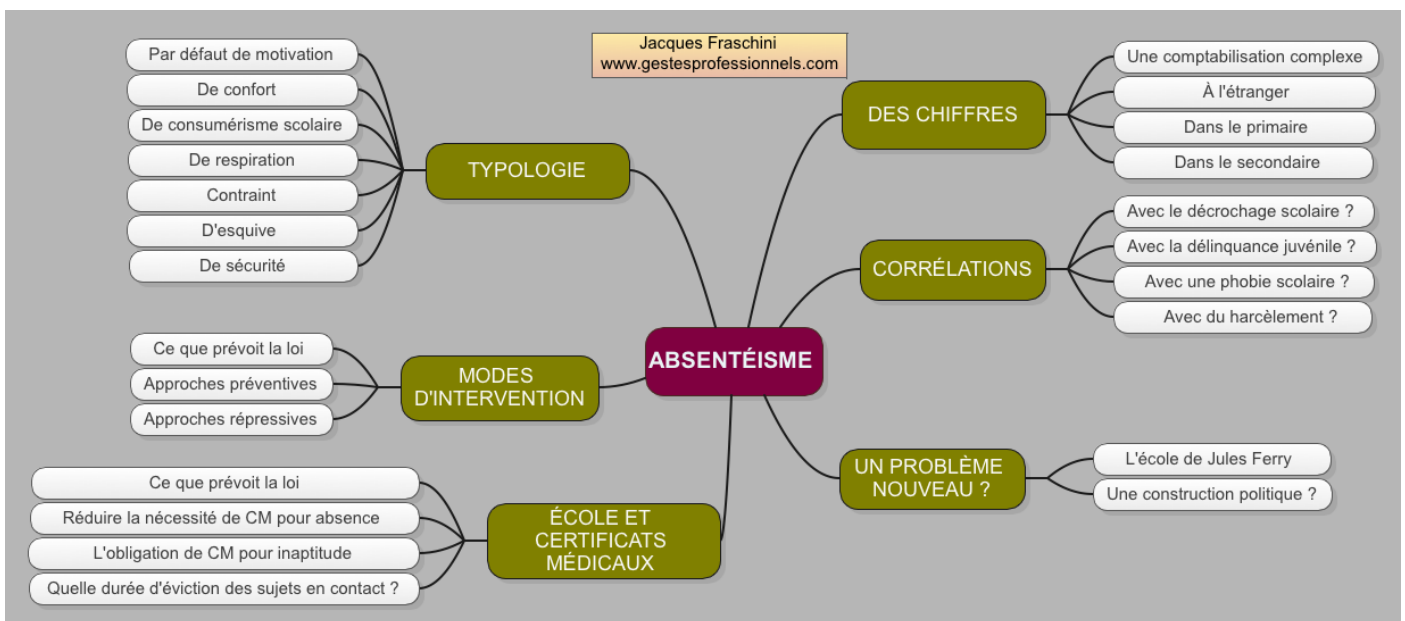 Jacques Fraschini
www.gestesprofessionnels.com
ABSENTÉISME
TYPOLOGIE
Par défaut de motivation
De confort
De consumérisme scolaire
De respiration
Contraint
D'esquive
De sécurité
MODES
D'INTERVENTION
Ce que prévoit la loi
Approches préventives
Approches répressives
ÉCOLE ET
CERTIFICATS
MÉDICAUX
Ce que prévoit la loi
Réduire la nécessité de CM pour absence
L'obligation de CM pour inaptitude
Quelle durée d'éviction des sujets en contact ?
DES CHIFFRES
Une comptabilisation complexe
À l'étranger
Dans le primaire
Dans le secondaire
CORRÉLATIONS
Avec le décrochage scolaire ?
Avec la délinquance juvénile ?
Avec une phobie scolaire ?
Avec du harcèlement ?
UN PROBLÈME
NOUVEAU ?
L'école de Jules Ferry
Une construction politique ?